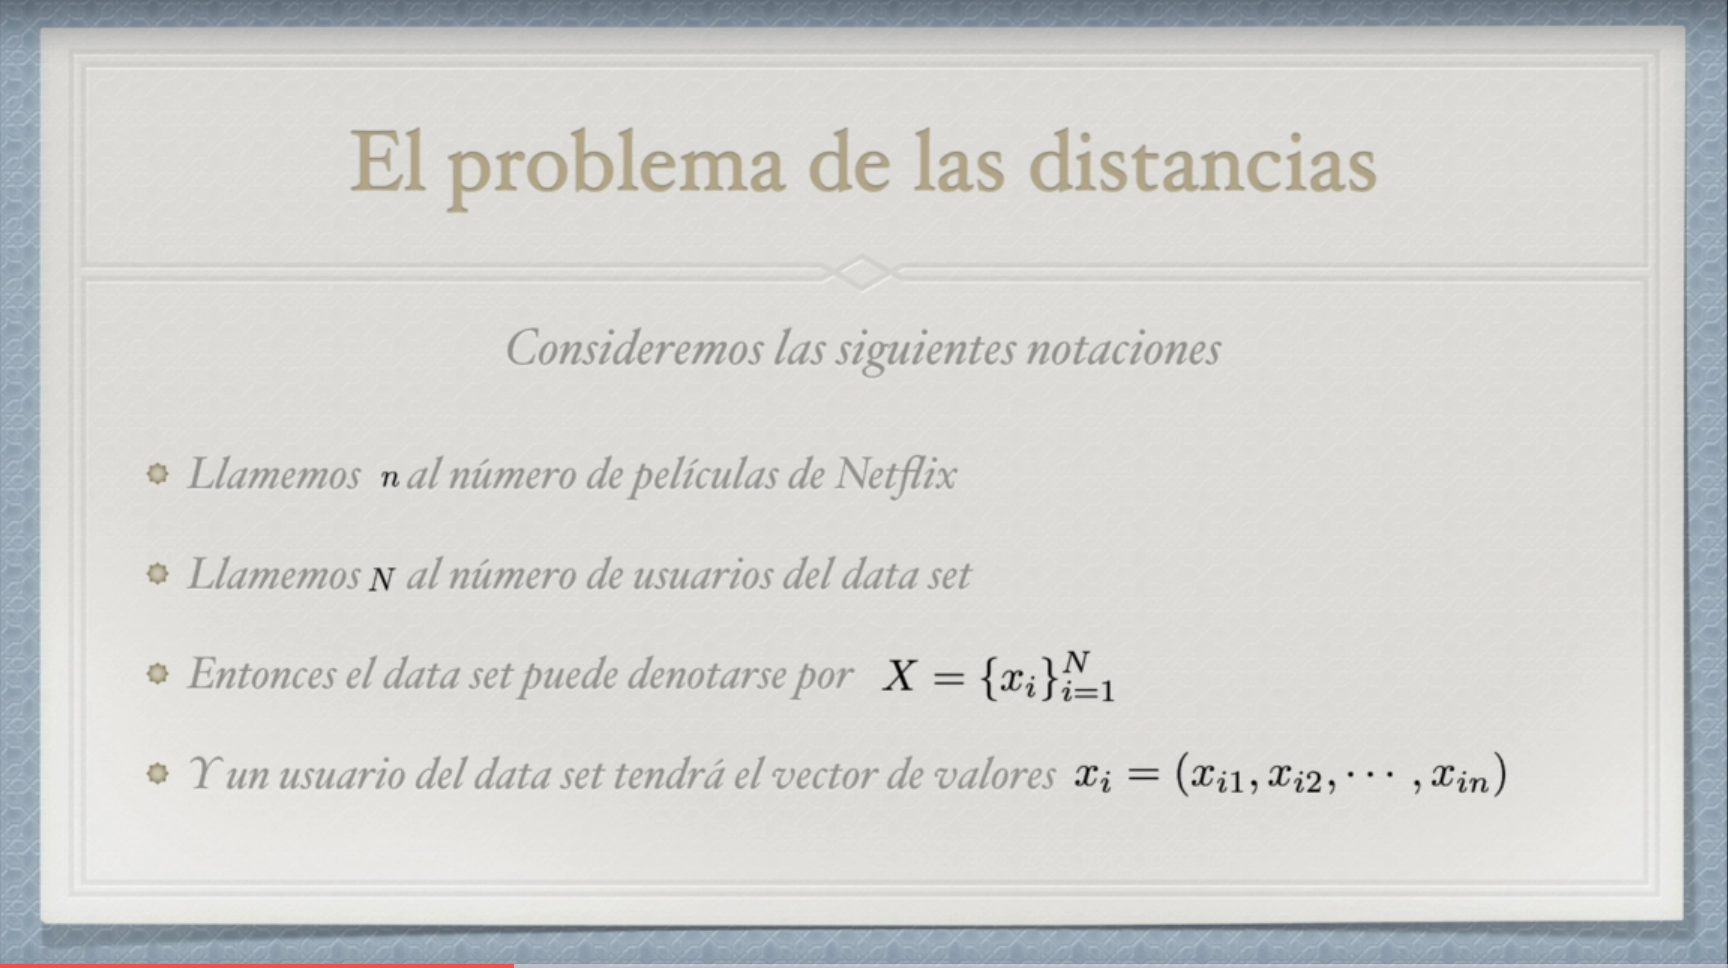 El problema de las distancias
Consideremos las siguientes notaciones
Llamemos n al número de películas de Netflix
Llamemos N al número de usuarios del data set
Entonces el data set puede denotarse por X = {x_i}_{i=1}^N
Y un usuario del data set tendrá el vector de valores x_i = (x_{i1}, x_{i2}, ⋯ , x_{in})